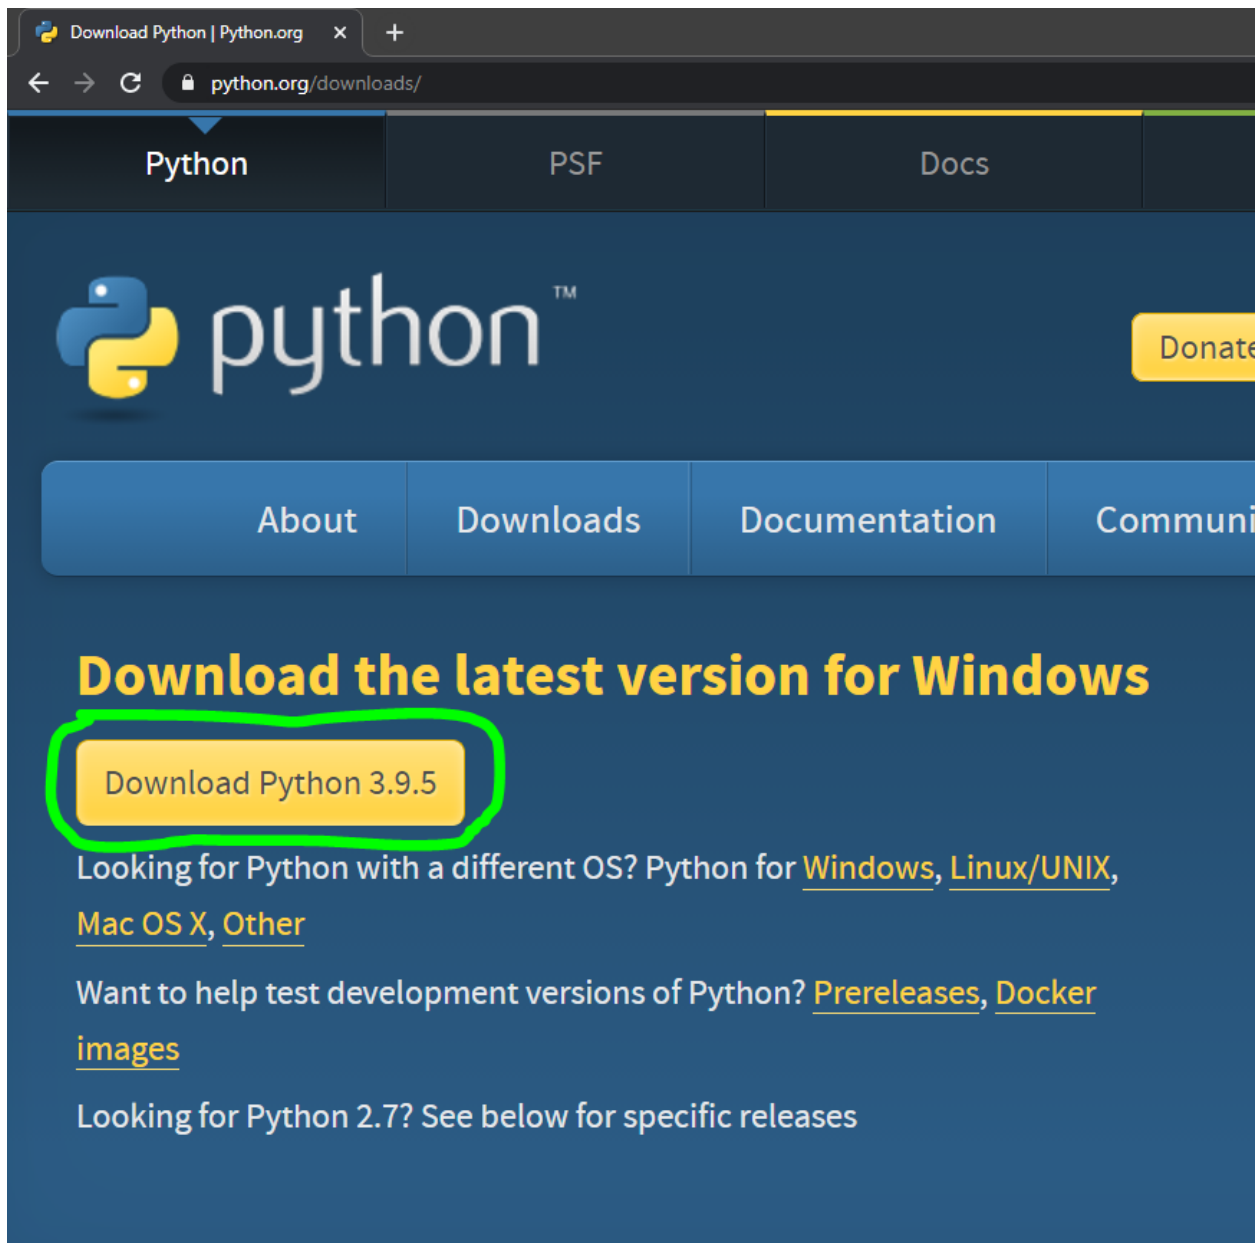 Download Python | Python.org
python.org/downloads/
Python PSF Docs
python™
Donate
About Downloads Documentation Communi
Download the latest version for Windows
Download Python 3.9.5
Looking for Python with a different OS? Python for Windows, Linux/UNIX,
Mac OS X, Other
Want to help test development versions of Python? Prereleases, Docker
images
Looking for Python 2.7? See below for specific releases